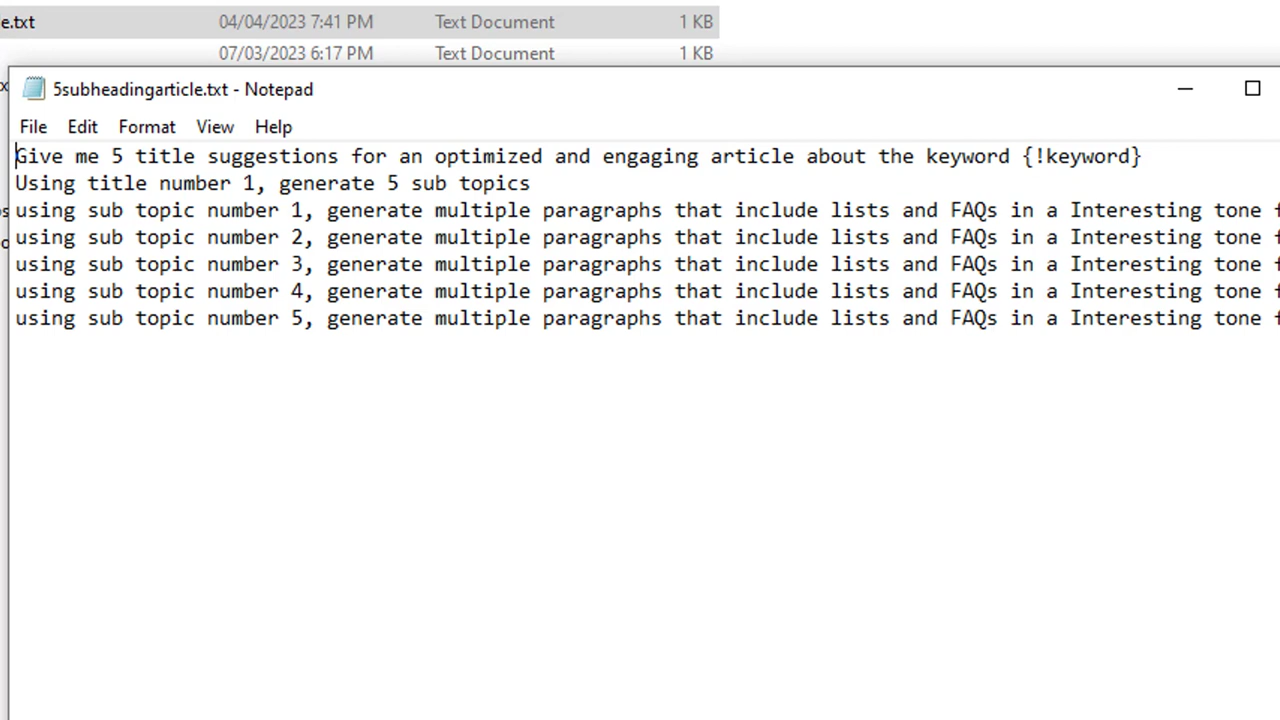 e.txt 04/04/2023 7:41 PM Text Document 1 KB
07/03/2023 6:17 PM Text Document 1 KB
5subheadingarticle.txt - Notepad
File Edit Format View Help
Give me 5 title suggestions for an optimized and engaging article about the keyword {!keyword}
Using title number 1, generate 5 sub topics
using sub topic number 1, generate multiple paragraphs that include lists and FAQs in a Interesting tone f
using sub topic number 2, generate multiple paragraphs that include lists and FAQs in a Interesting tone f
using sub topic number 3, generate multiple paragraphs that include lists and FAQs in a Interesting tone f
using sub topic number 4, generate multiple paragraphs that include lists and FAQs in a Interesting tone f
using sub topic number 5, generate multiple paragraphs that include lists and FAQs in a Interesting tone f